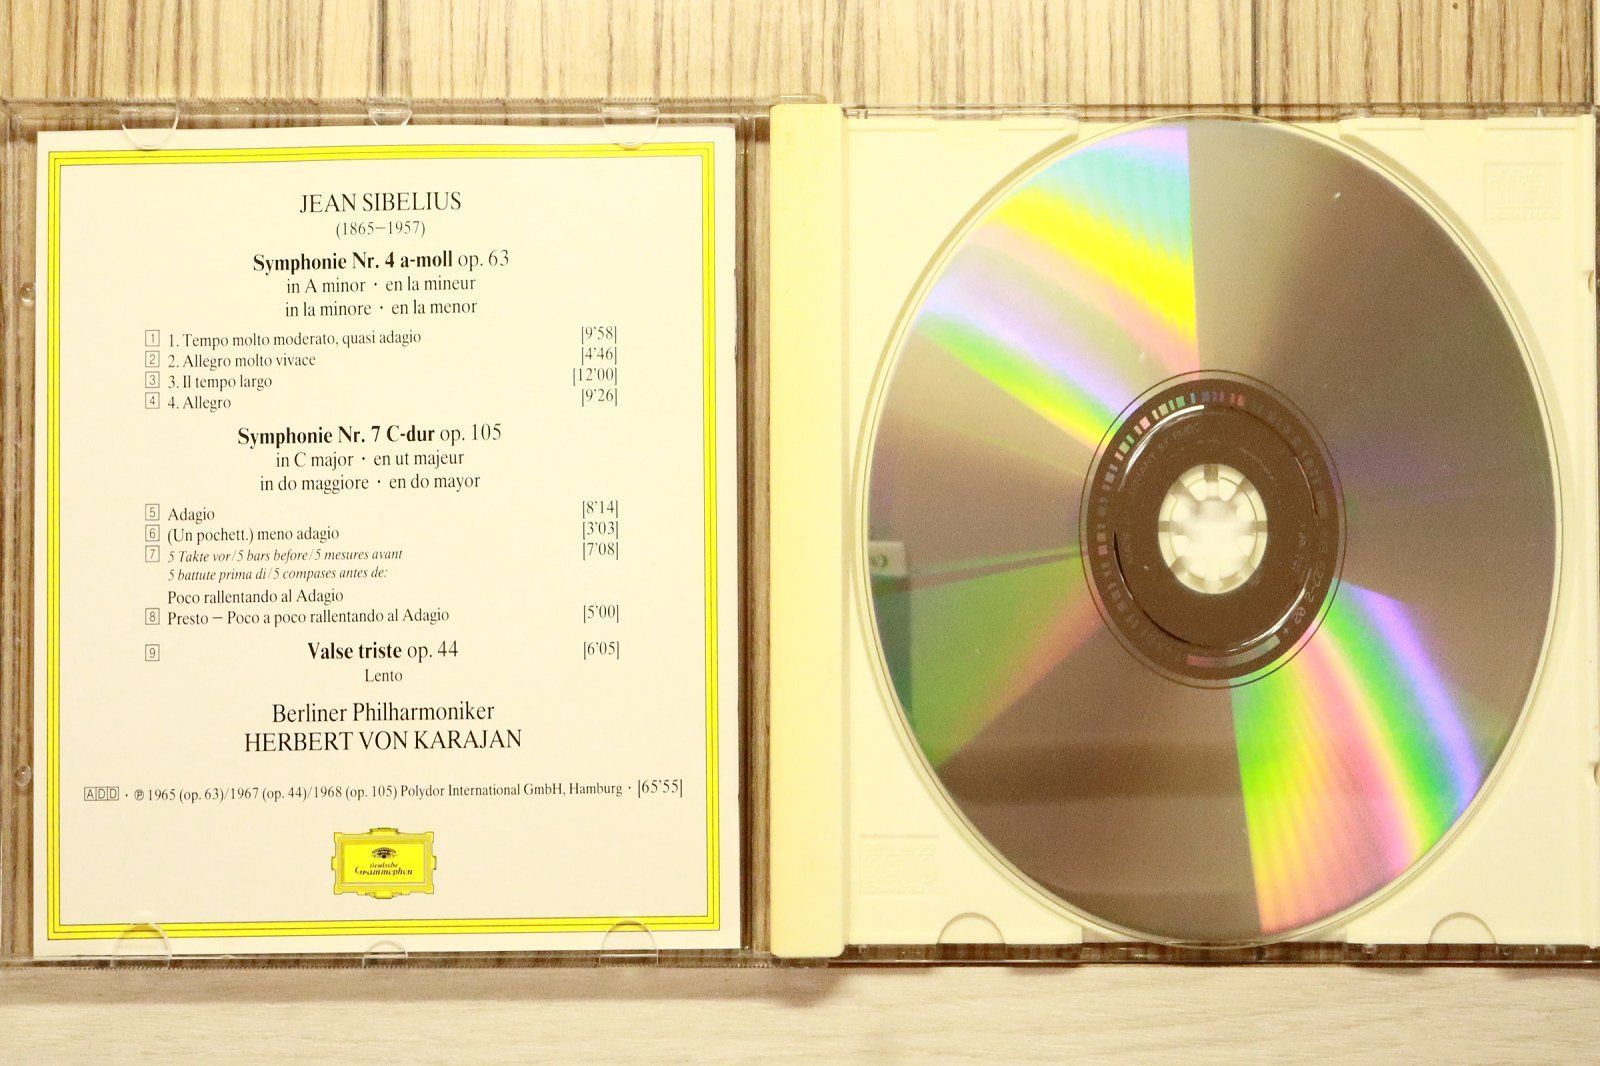 JEAN SIBELIUS
(1865–1957)
Symphonie Nr. 4 a-moll op. 63
in A minor · en la mineur
in la minore · en la menor
1 1. Tempo molto moderato, quasi adagio [9'58]
2 2. Allegro molto vivace [4'46]
3 3. Il tempo largo [12'00]
4 4. Allegro [9'26]
Symphonie Nr. 7 C-dur op. 105
in C major · en ut majeur
in do maggiore · en do mayor
5 Adagio [8'14]
6 (Un pochett.) meno adagio [3'03]
7 5 Takte vor/5 bars before/5 mesures avant [7'08]
5 battute prima di/5 compases antes de:
Poco rallentando al Adagio
8 Presto – Poco a poco rallentando al Adagio [5'00]
9 Valse triste op. 44 [6'05]
Lento
Berliner Philharmoniker
HERBERT VON KARAJAN
ADD · ℗ 1965 (op. 63)/1967 (op. 44)/1968 (op. 105) Polydor International GmbH, Hamburg · [65'55]
Deutsche
Grammophon